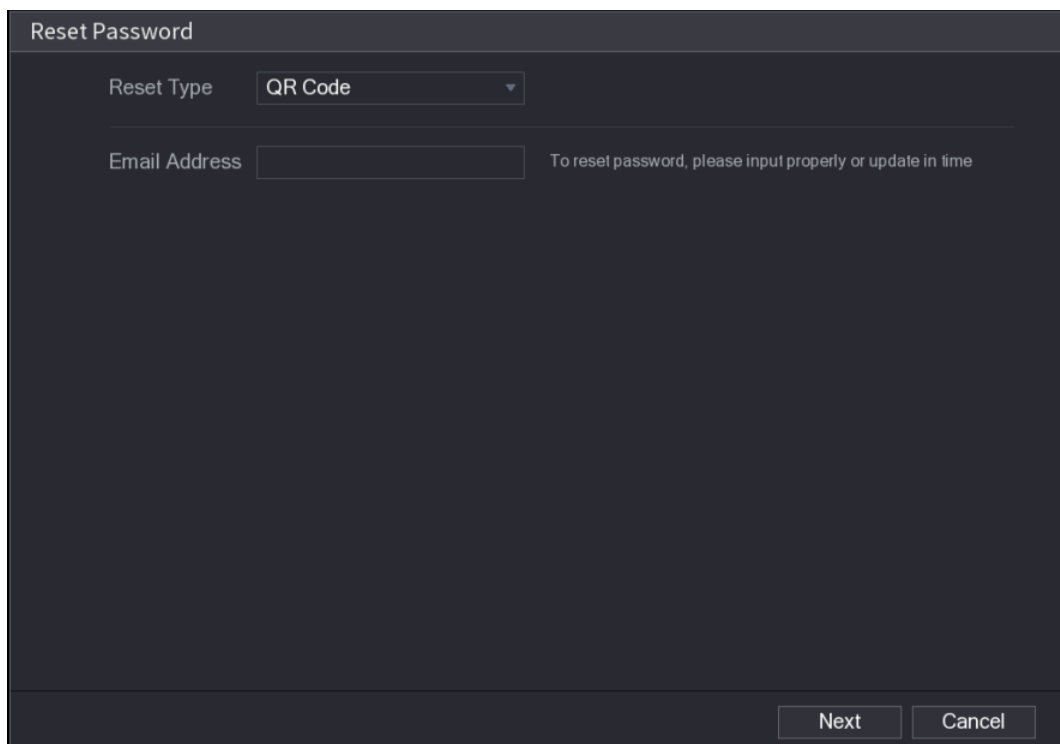 Reset Password
Reset Type QR Code
Email Address To reset password, please input properly or update in time
Next Cancel